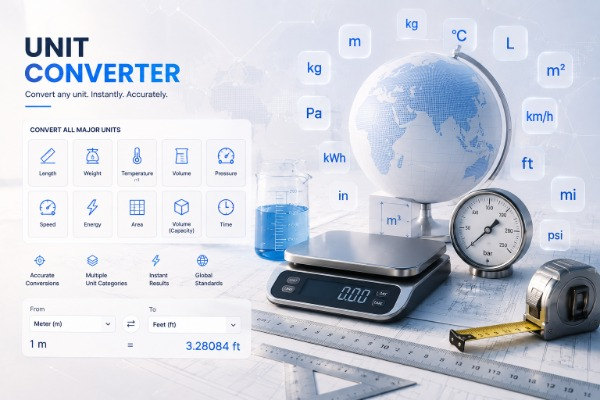 UNIT
CONVERTER
Convert any unit. Instantly. Accurately.
CONVERT ALL MAJOR UNITS
Length
Weight
Temperature
Volume
Pressure
Speed
Energy
Area
Volume
(Capacity)
Time
Accurate
Conversions
Multiple
Unit Categories
Instant
Results
Global
Standards
From
To
Meter (m)
Feet (ft)
1 m
=
3.28084 ft
kg
m
°C
L
kg
m²
Pa
km/h
kWh
ft
in
mi
psi
m³
bar
0.00